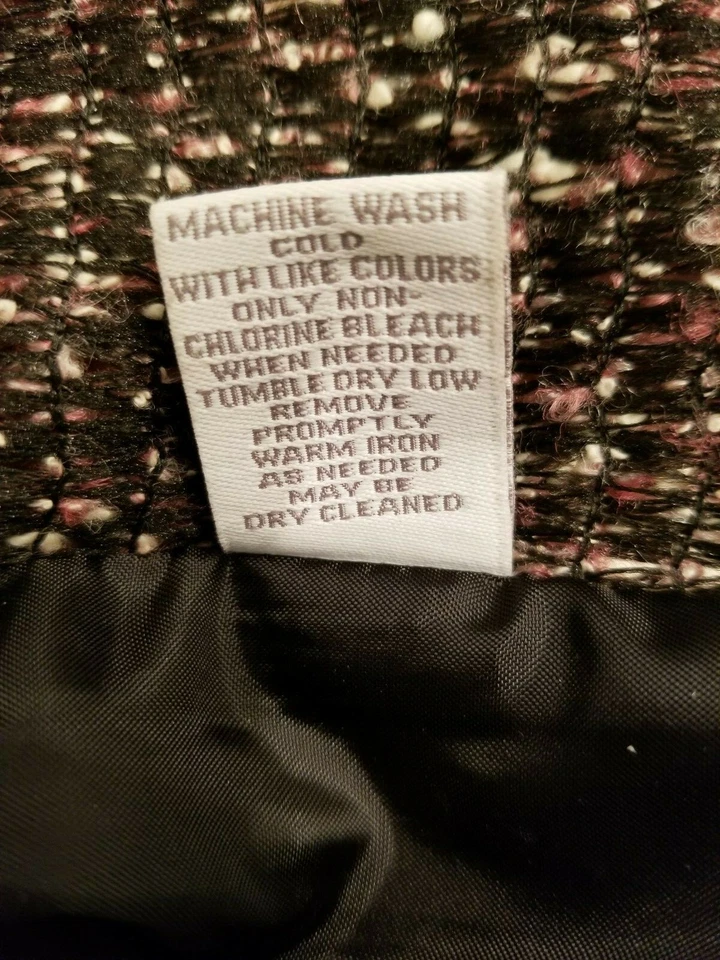 MACHINE WASH
COLD
WITH LIKE COLORS
ONLY NON-
CHLORINE BLEACH
WHEN NEEDED
TUMBLE DRY LOW
REMOVE
PROMPTLY
WARM IRON
AS NEEDED
MAY BE
DRY CLEANED